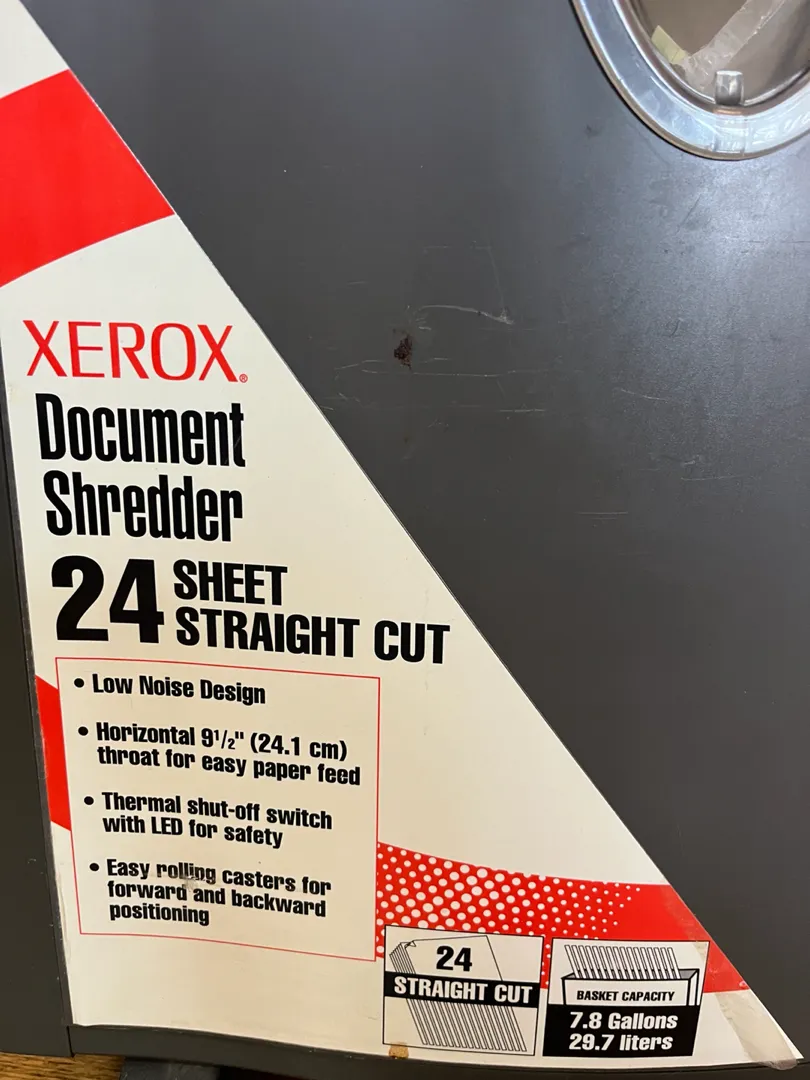 XEROX®
Document
Shredder
24 SHEET
STRAIGHT CUT
• Low Noise Design
• Horizontal 9 1/2" (24.1 cm)
throat for easy paper feed
• Thermal shut-off switch
with LED for safety
• Easy rolling casters for
forward and backward
positioning
24
STRAIGHT CUT
BASKET CAPACITY
7.8 Gallons
29.7 liters